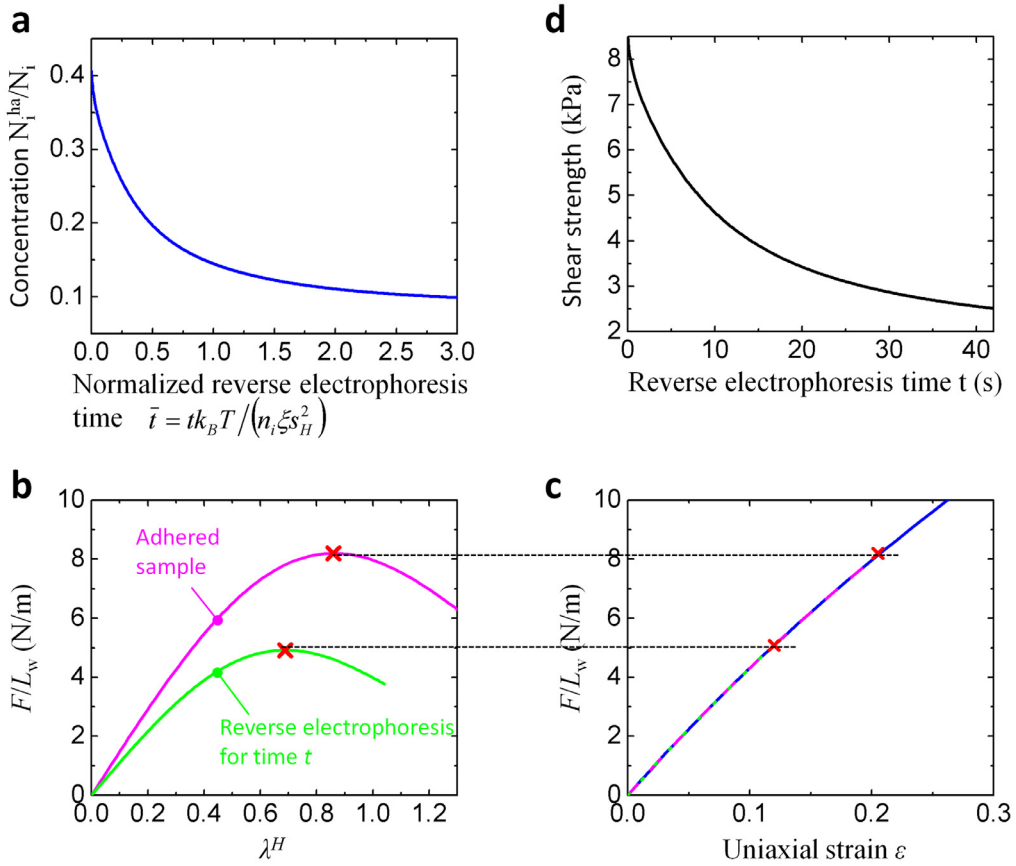 a
Concentration N_i^ha/N_i
0.4
0.3
0.2
0.1
0.0 0.5 1.0 1.5 2.0 2.5 3.0
Normalized reverse electrophoresis
time t̄ = tk_BT/(n_iξs_H^2)
d
Shear strength (kPa)
8
7
6
5
4
3
2
0 10 20 30 40
Reverse electrophoresis time t (s)
b
F/L_w (N/m)
10
8
6
4
2
0
Adhered
sample
Reverse electrophoresis
for time t
0.0 0.2 0.4 0.6 0.8 1.0 1.2
λ^H
c
F/L_w (N/m)
10
8
6
4
2
0
0.0 0.1 0.2 0.3
Uniaxial strain ε